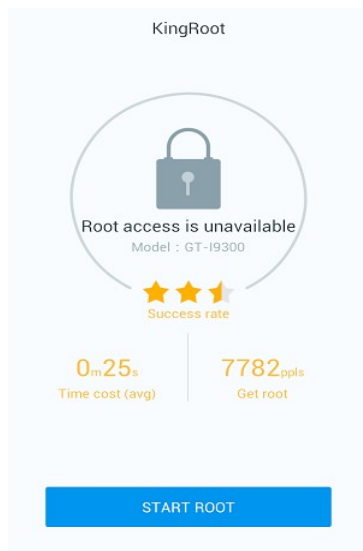 KingRoot
Root access is unavailable
Model : GT-I9300
Success rate
0m25s
7782ppls
Time cost (avg)
Get root
START ROOT